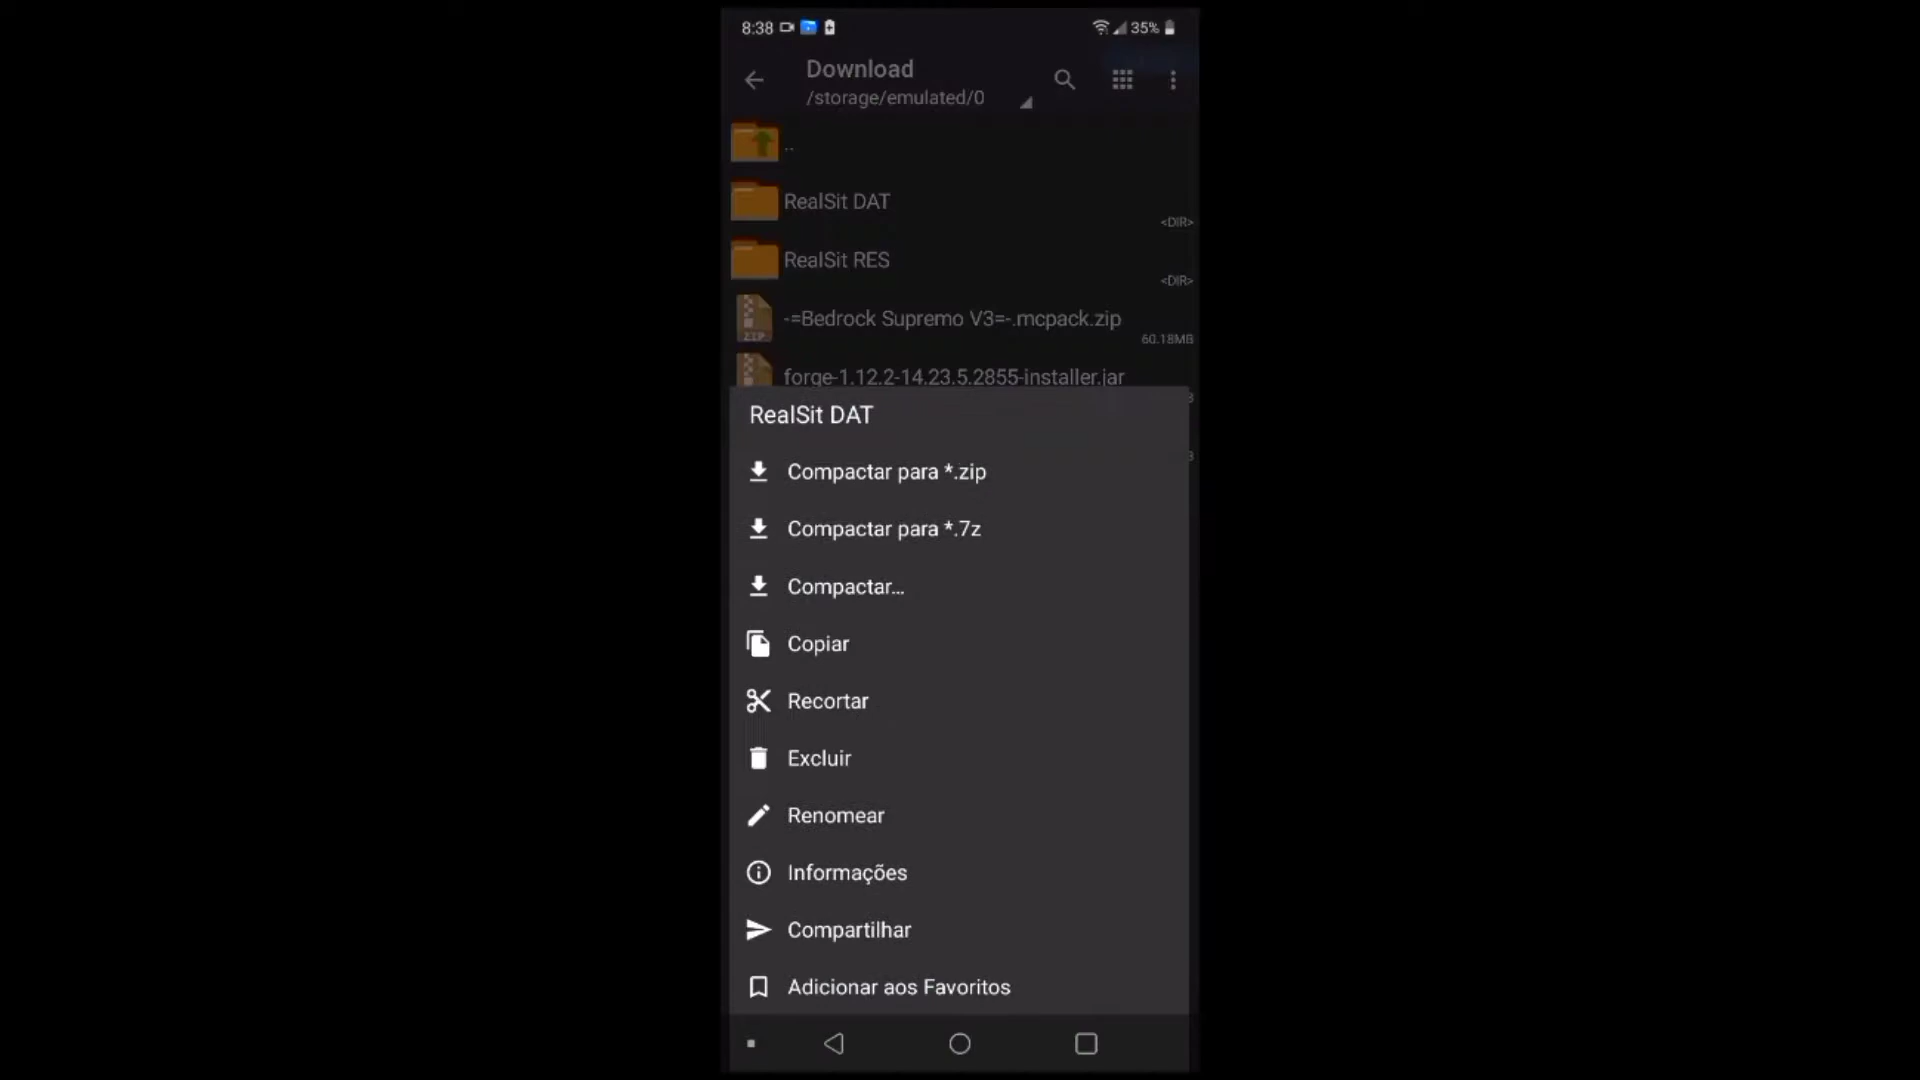 8:38 35%
Download
/storage/emulated/0
..
RealSit DAT
<DIR>
RealSit RES
<DIR>
-=Bedrock Supremo V3=-.mcpack.zip
60.18MB
ZIP
forge-1.12.2-14.23.5.2855-installer.jar
RealSit DAT
Compactar para *.zip
Compactar para *.7z
Compactar...
Copiar
Recortar
Excluir
Renomear
Informações
Compartilhar
Adicionar aos Favoritos